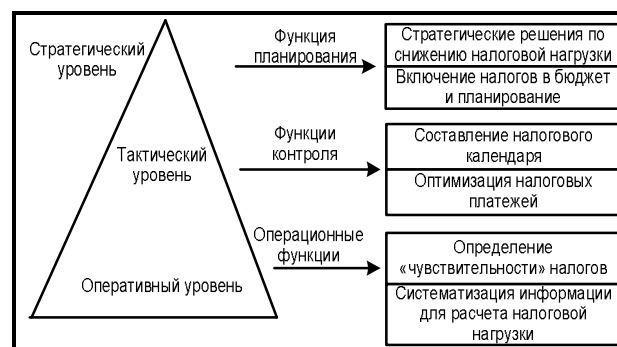 Стратегический
уровень
Функция
планирования
Стратегические решения по
снижению налоговой нагрузки
Включение налогов в бюджет
и планирование
Тактический
уровень
Функции
контроля
Составление налогового
календаря
Оптимизация налоговых
платежей
Оперативный уровень
Операционные
функции
Определение
«чувствительности» налогов
Систематизация информации
для расчета налоговой
нагрузки